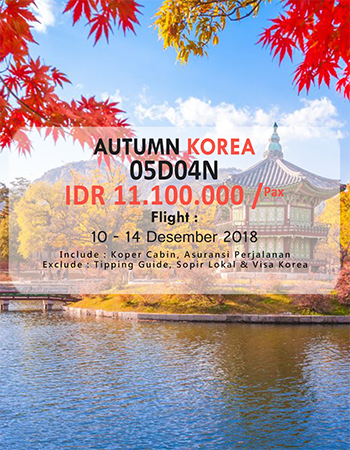 AUTUMN KOREA
05D04N
IDR 11.100.000 /Pax
Flight :
10 - 14 Desember 2018
Include : Koper Cabin, Asuransi Perjalanan
Exclude : Tipping Guide, Sopir Lokal & Visa Korea